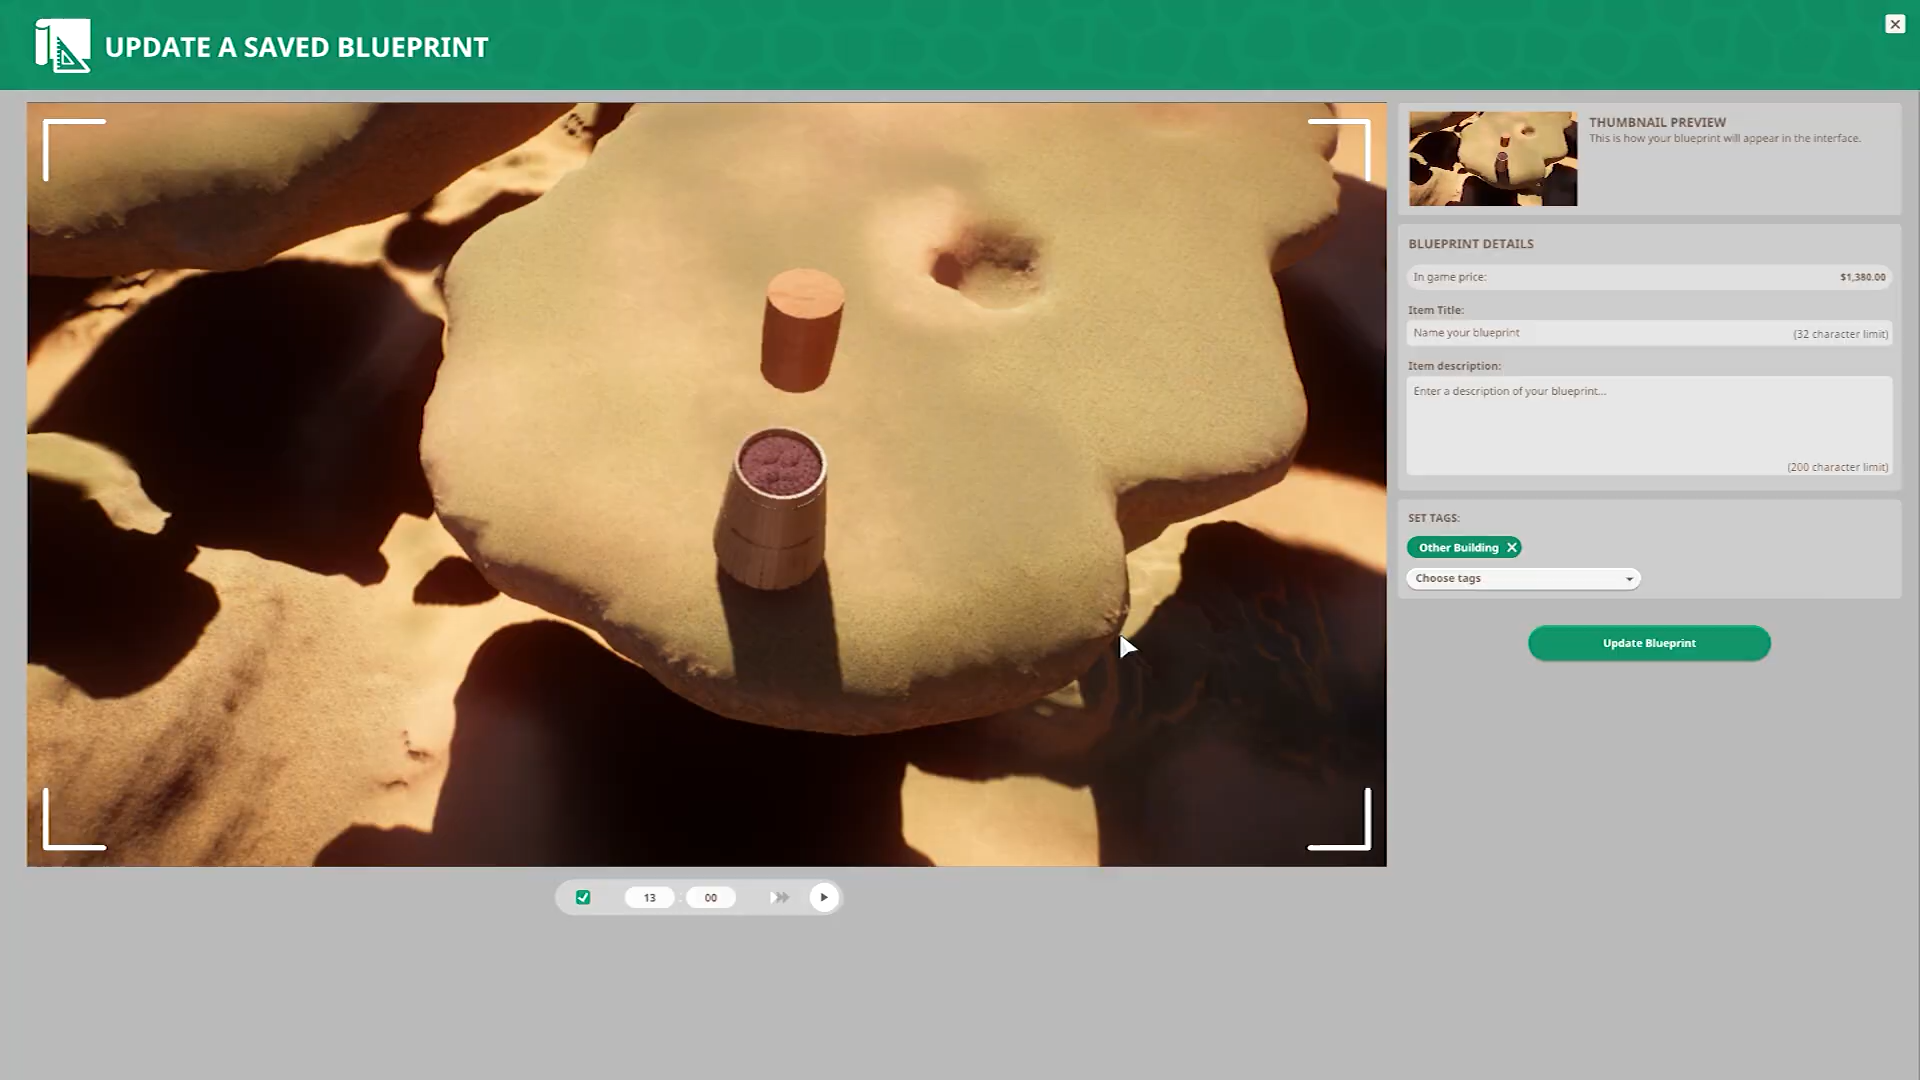 UPDATE A SAVED BLUEPRINT
THUMBNAIL PREVIEW
This is how your blueprint will appear in the interface.
BLUEPRINT DETAILS
In game price: $1,380.00
Item Title:
Name your blueprint (32 character limit)
Item description:
Enter a description of your blueprint...
(200 character limit)
SET TAGS:
Other Building
Choose tags
Update Blueprint
13 : 00